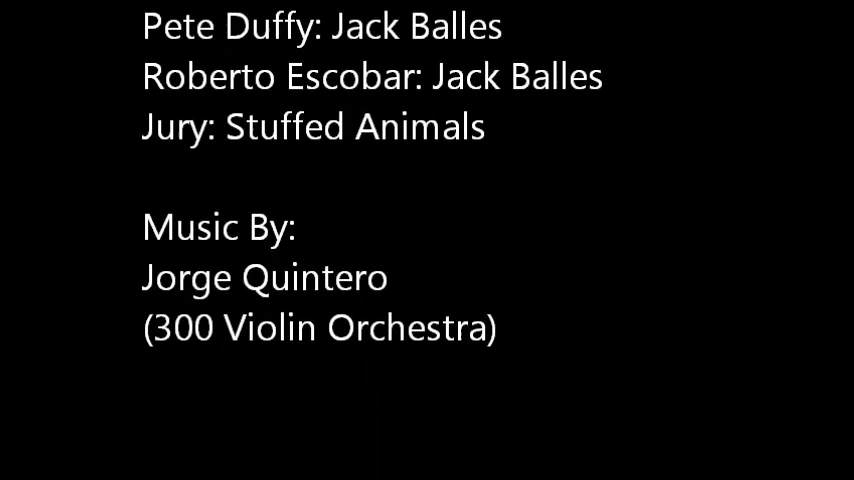 Pete Duffy: Jack Balles
Roberto Escobar: Jack Balles
Jury: Stuffed Animals
Music By:
Jorge Quintero
(300 Violin Orchestra)